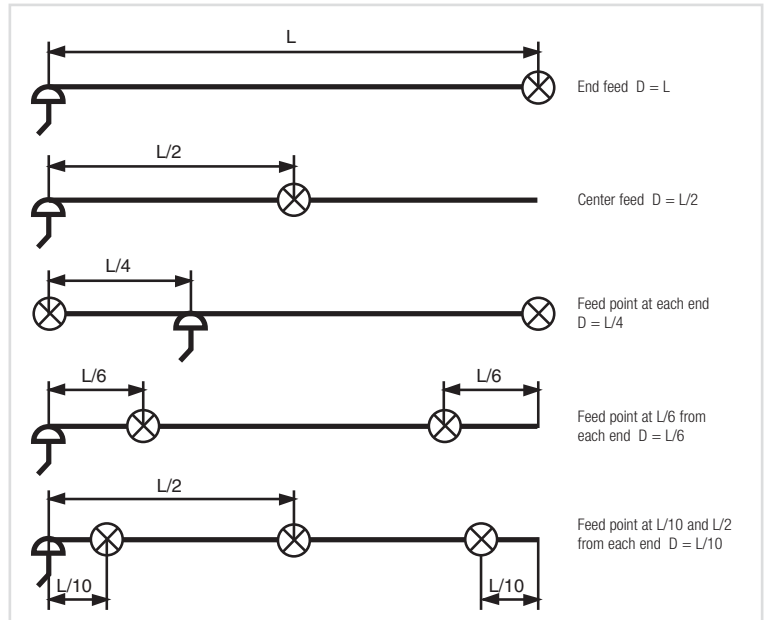 L
End feed D = L
L/2
Center feed D = L/2
L/4
Feed point at each end
D = L/4
L/6
L/6
Feed point at L/6 from
each end D = L/6
L/2
Feed point at L/10 and L/2
from each end D = L/10
L/10
L/10